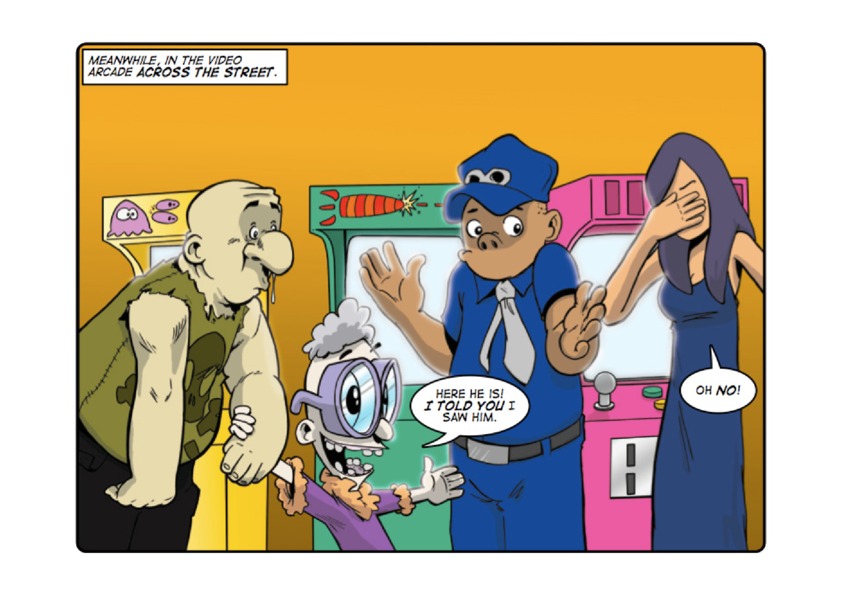 MEANWHILE, IN THE VIDEO
ARCADE ACROSS THE STREET.
HERE HE IS!
I TOLD YOU I
SAW HIM.
OH NO!